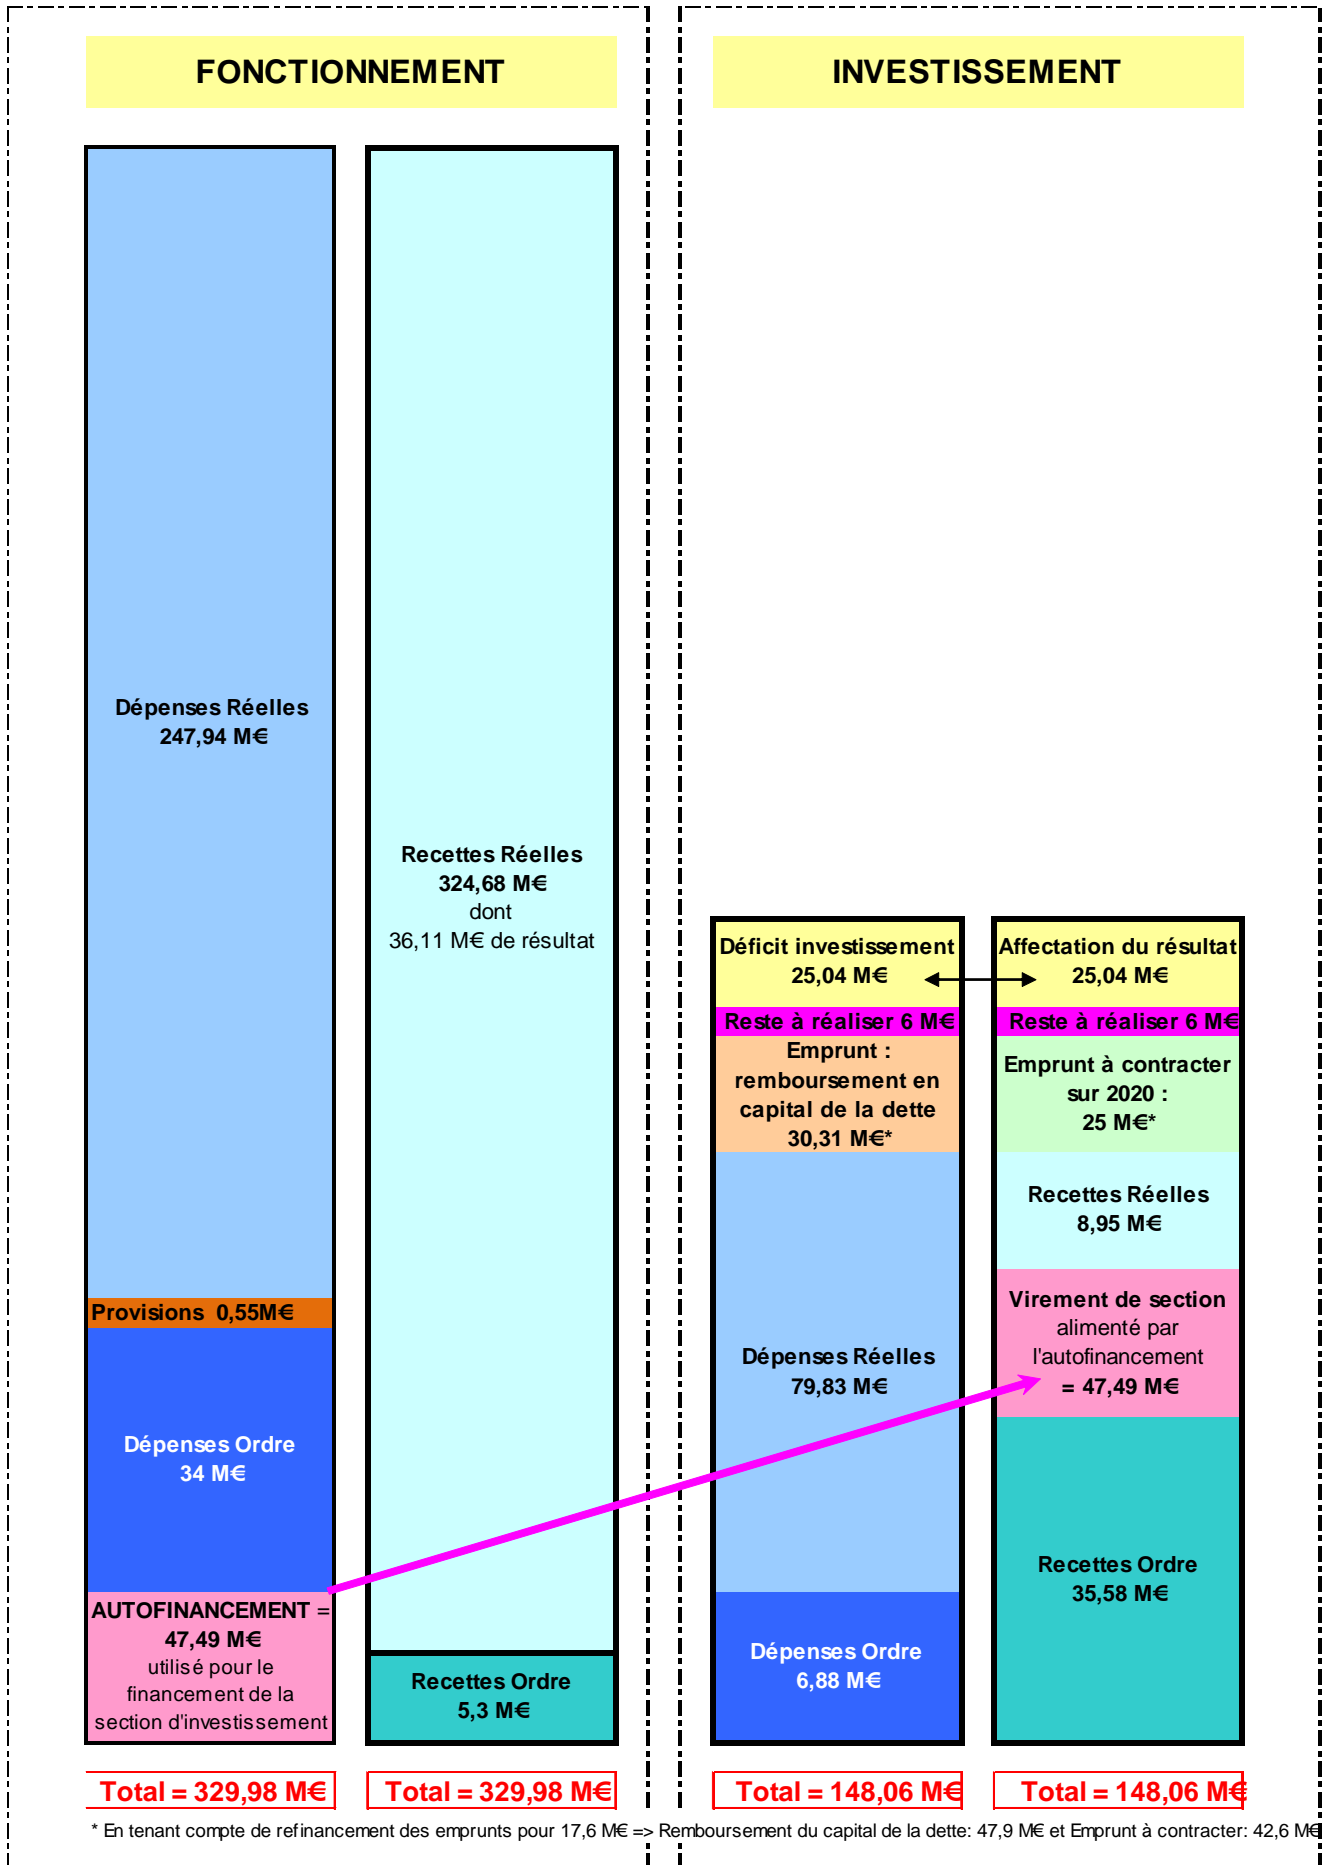 FONCTIONNEMENT
Dépenses Réelles
247,94 M€
Provisions 0,55M€
Dépenses Ordre
34 M€
AUTOFINANCEMENT =
47,49 M€
utilisé pour le
financement de la
section d'investissement
Total = 329,98 M€
Recettes Réelles
324,68 M€
dont
36,11 M€ de résultat
Recettes Ordre
5,3 M€
Total = 329,98 M€
INVESTISSEMENT
Déficit investissement
25,04 M€
Reste à réaliser 6 M€
Emprunt :
remboursement en
capital de la dette
30,31 M€*
Dépenses Réelles
79,83 M€
Dépenses Ordre
6,88 M€
Total = 148,06 M€
Affectation du résultat
25,04 M€
Reste à réaliser 6 M€
Emprunt à contracter
sur 2020 :
25 M€*
Recettes Réelles
8,95 M€
Virement de section
alimenté par
l'autofinancement
= 47,49 M€
Recettes Ordre
35,58 M€
Total = 148,06 M€
* En tenant compte de refinancement des emprunts pour 17,6 M€ => Remboursement du capital de la dette: 47,9 M€ et Emprunt à contracter: 42,6 M€